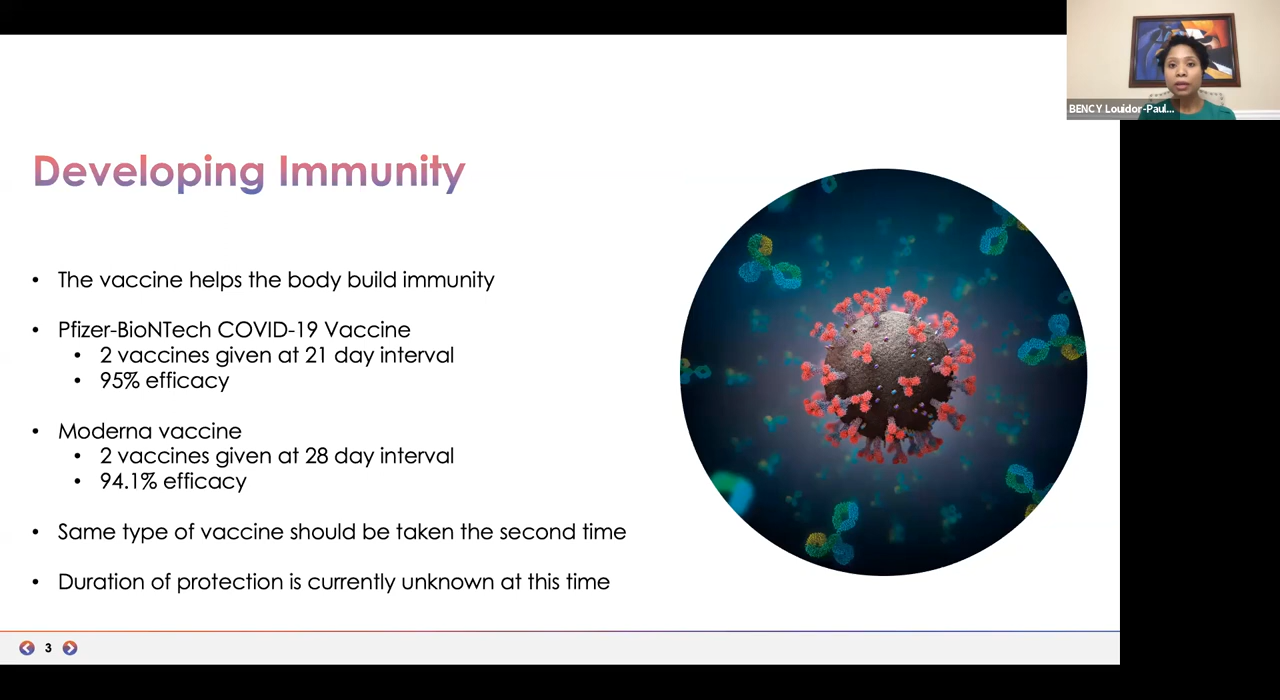 BENCY Louidor-Paul...
Developing Immunity
• The vaccine helps the body build immunity
• Pfizer-BioNTech COVID-19 Vaccine
• 2 vaccines given at 21 day interval
• 95% efficacy
• Moderna vaccine
• 2 vaccines given at 28 day interval
• 94.1% efficacy
• Same type of vaccine should be taken the second time
• Duration of protection is currently unknown at this time
3